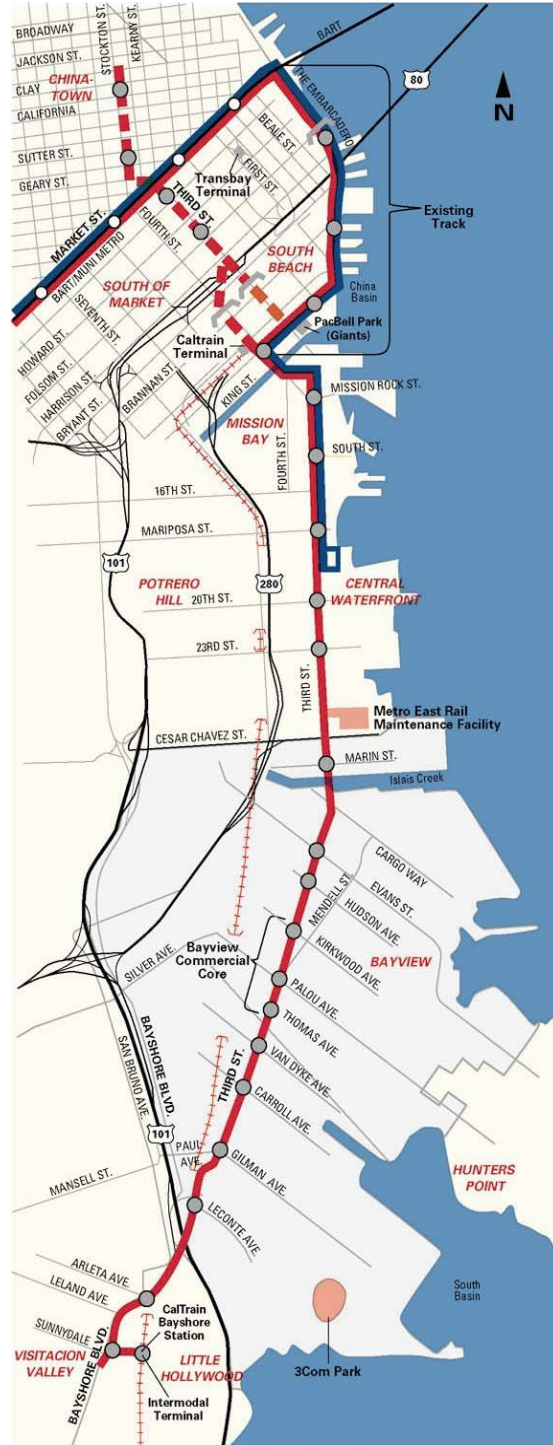 BROADWAY
STOCKTON ST.
KEARNY ST.
BART
JACKSON ST.
80
CHINA-
TOWN
CLAY
THE EMBARCADERO
N
CALIFORNIA
BEALE ST.
SUTTER ST.
Transbay
Terminal
FIRST ST.
GEARY ST.
THIRD ST.
MARKET ST.
FOURTH ST.
Existing
Track
BART/MUNI METRO
SOUTH
BEACH
SOUTH OF
MARKET
China
Basin
SEVENTH ST.
PacBell Park
(Giants)
HOWARD ST.
Caltrain
Terminal
FOLSOM ST.
HARRISON ST.
BRYANT ST.
BRANNAN ST.
KING ST.
MISSION ROCK ST.
MISSION
BAY
FOURTH ST.
SOUTH ST.
16TH ST.
MARIPOSA ST.
101
280
POTRERO
HILL
CENTRAL
WATERFRONT
20TH ST.
23RD ST.
THIRD ST.
Metro East Rail
Maintenance Facility
CESAR CHAVEZ ST.
MARIN ST.
Islais Creek
CARGO WAY
MENDELL ST.
EVANS ST.
HUDSON AVE.
Bayview
Commercial
Core
KIRKWOOD AVE.
BAYVIEW
SILVER AVE.
PALOU AVE.
THOMAS AVE.
SAN BRUNO AVE.
BAYSHORE BLVD.
THIRD ST.
VAN DYKE AVE.
CARROLL AVE.
101
PAUL
AVE.
GILMAN AVE.
MANSELL ST.
HUNTERS
POINT
LECONTE AVE.
ARLETA AVE.
LELAND AVE.
South
Basin
CalTrain
Bayshore
Station
SUNNYDALE
VISITACION
VALLEY
BAYSHORE BLVD.
LITTLE
HOLLYWOOD
3Com Park
Intermodal
Terminal